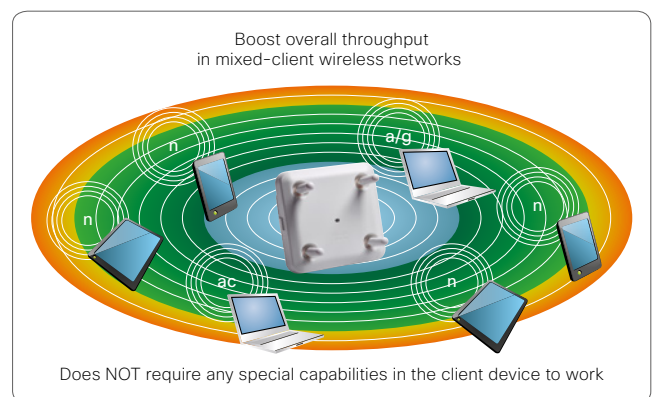 Boost overall throughput
in mixed-client wireless networks
n
a/g
n
n
ac
n
Does NOT require any special capabilities in the client device to work